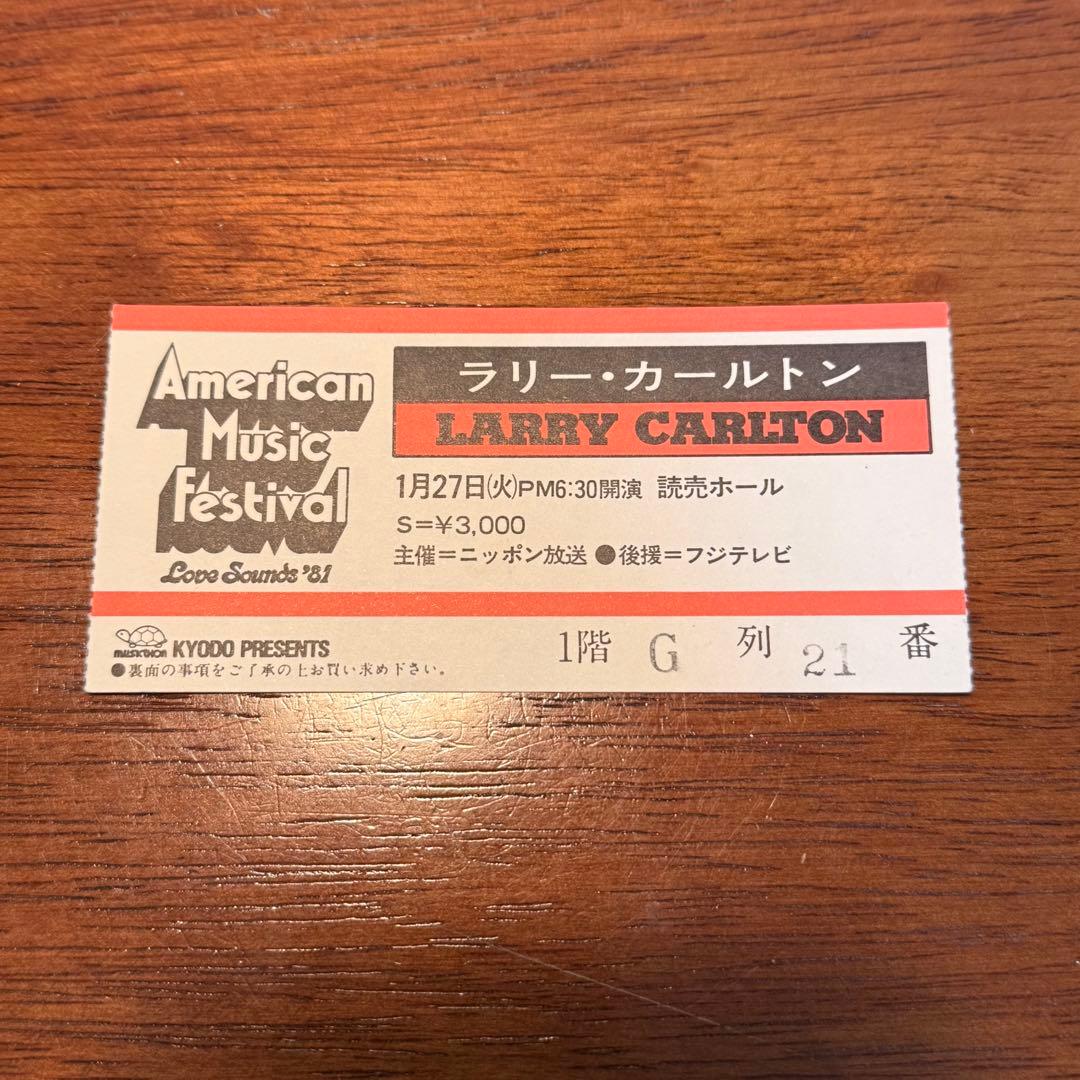 American
Music
Festival
Love Sounds '81
ラリー・カールトン
LARRY CARLTON
1月27日(火)PM6:30開演 読売ホール
S=¥3,000
主催=ニッポン放送 ●後援=フジテレビ
MUSICTHON KYODO PRESENTS
●裏面の事項をご了承の上お買い求め下さい。
1階 G 列 21 番